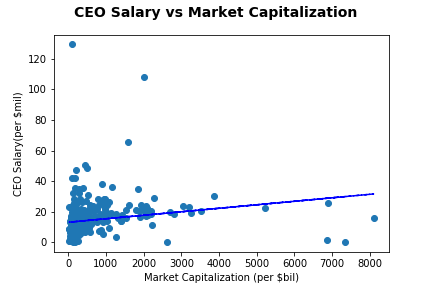 CEO Salary vs Market Capitalization
120
100
80
60
40
20
0
CEO Salary(per $mil)
0 1000 2000 3000 4000 5000 6000 7000 8000
Market Capitalization (per $bil)